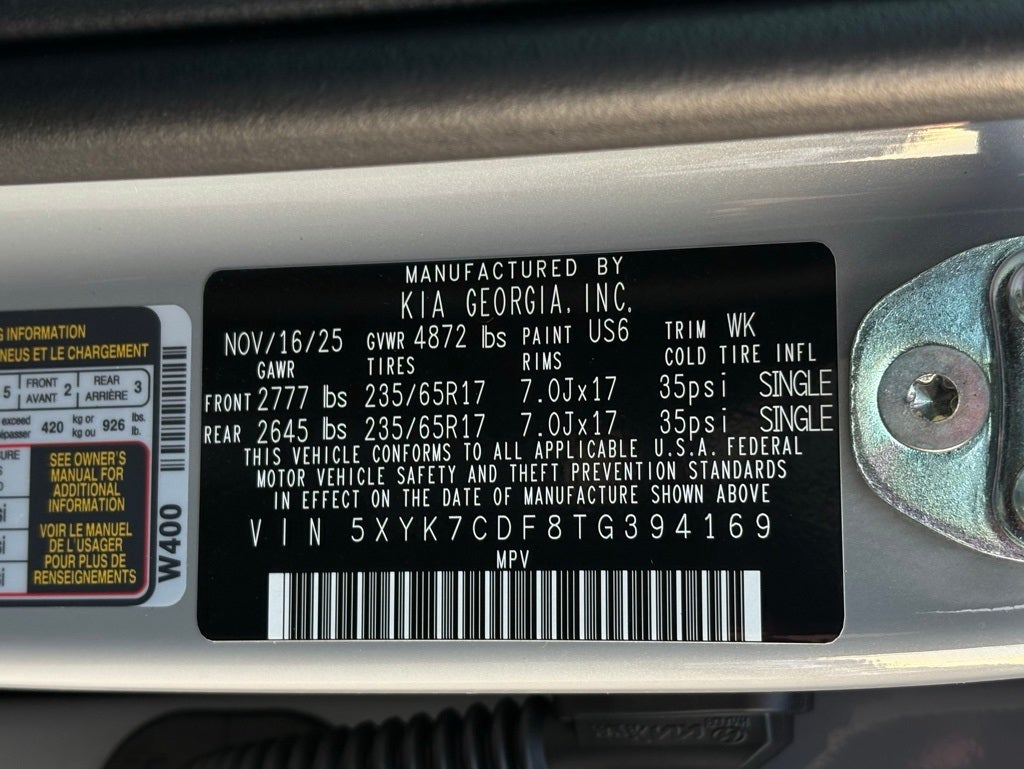 MANUFACTURED BY
KIA GEORGIA, INC.
NOV/16/25 GVWR 4872 lbs PAINT US6 TRIM WK
GAWR TIRES RIMS COLD TIRE INFL
FRONT 2777 lbs 235/65R17 7.0Jx17 35psi SINGLE
REAR 2645 lbs 235/65R17 7.0Jx17 35psi SINGLE
THIS VEHICLE CONFORMS TO ALL APPLICABLE U.S.A. FEDERAL
MOTOR VEHICLE SAFETY AND THEFT PREVENTION STANDARDS
IN EFFECT ON THE DATE OF MANUFACTURE SHOWN ABOVE
VIN 5XYK7CDF8TG394169
MPV
INFORMATION
PNEUS ET LE CHARGEMENT
5 FRONT AVANT 2 REAR ARRIÈRE 3
exceed 420 kg or 926 lbs.
kg ou lb.
SEE OWNER'S
MANUAL FOR
ADDITIONAL
INFORMATION
VOIR LE MANUEL
DE L'USAGER
POUR PLUS DE
RENSEIGNEMENTS
W400